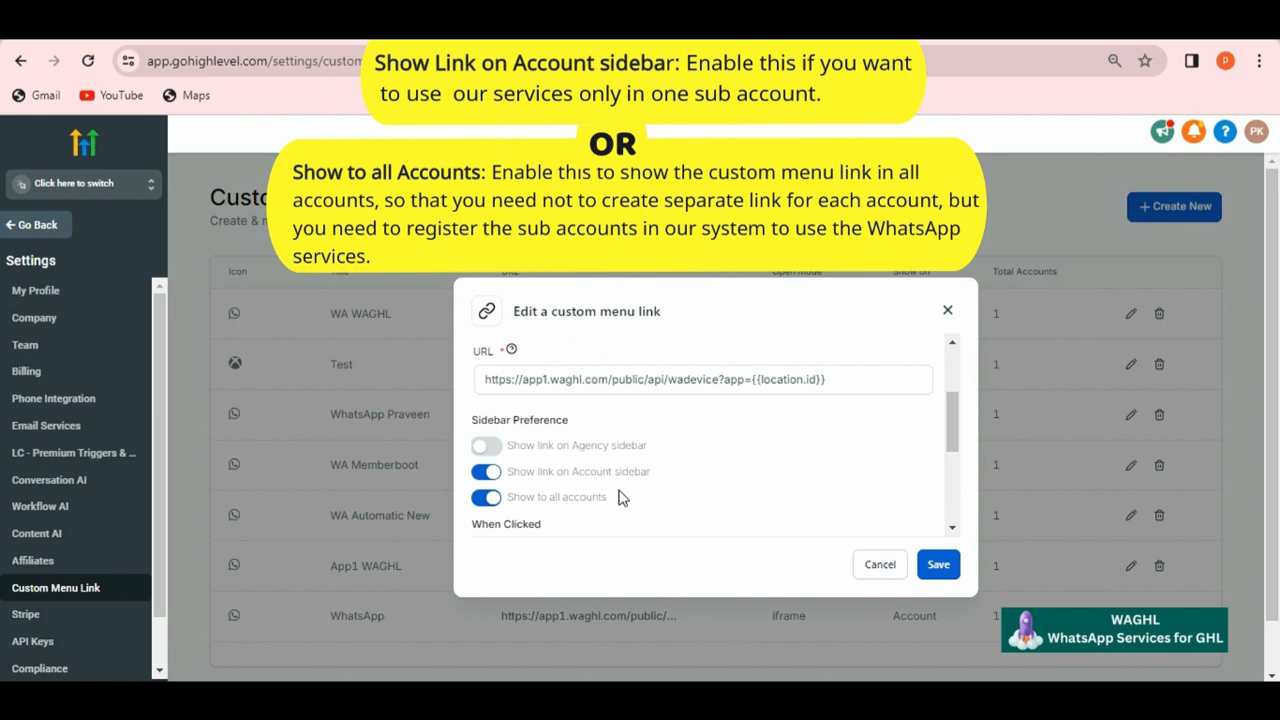 Show Link on Account sidebar: Enable this if you want
to use our services only in one sub account.
OR
Show to all Accounts: Enable this to show the custom menu link in all
accounts, so that you need not to create separate link for each account, but
you need to register the sub accounts in our system to use the WhatsApp
services.
app.gohighlevel.com/settings/custom
P
Gmail
YouTube
Maps
?
PK
Click here to switch
Go Back
Settings
My Profile
Company
Team
Billing
Phone Integration
Email Services
LC - Premium Triggers & ...
Conversation AI
Workflow AI
Content AI
Affiliates
Custom Menu Link
Stripe
API Keys
Compliance
Custo
Create & m
+ Create New
Icon
Total Accounts
WA WAGHL 1
Test 1
WhatsApp Praveen 1
WA Memberboot 1
WA Automatic New 1
App1 WAGHL 1
WhatsApp https://app1.waghl.com/public/... iframe Account 1
Edit a custom menu link
URL *
https://app1.waghl.com/public/api/wadevice?app={{location.id}}
Sidebar Preference
Show link on Agency sidebar
Show link on Account sidebar
Show to all accounts
When Clicked
Cancel
Save
WAGHL
WhatsApp Services for GHL